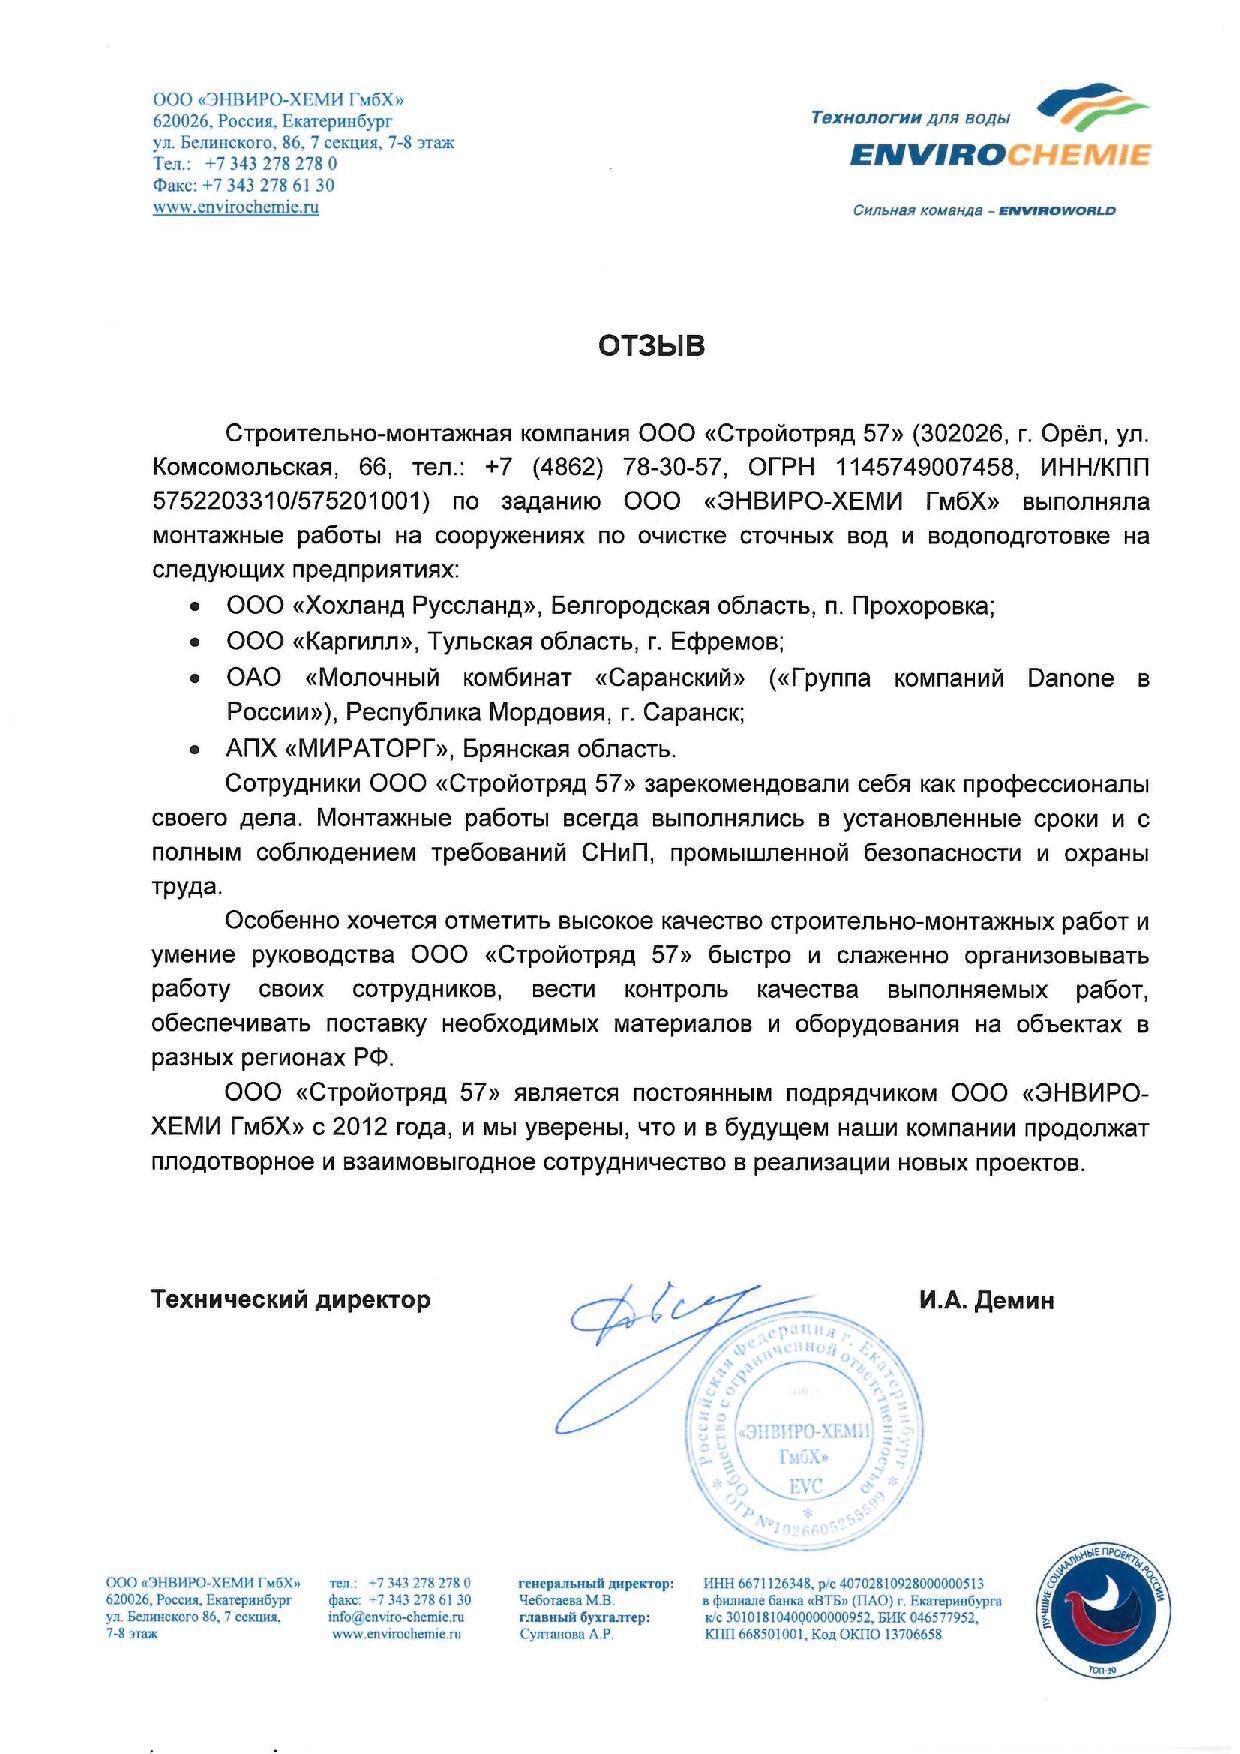 ООО «ЭНВИРО-ХЕМИ ГмбХ»
620026, Россия, Екатеринбург
ул. Белинского, 86, 7 секция, 7-8 этаж
Тел.: +7 343 278 278 0
Факс: +7 343 278 61 30
www.envirochemie.ru
Технологии для воды
ENVIROCHEMIE
Сильная команда – ENVIROWORLD
ОТЗЫВ
Строительно-монтажная компания ООО «Стройотряд 57» (302026, г. Орёл, ул.
Комсомольская, 66, тел.: +7 (4862) 78-30-57, ОГРН 1145749007458, ИНН/КПП
5752203310/575201001) по заданию ООО «ЭНВИРО-ХЕМИ ГмбХ» выполняла
монтажные работы на сооружениях по очистке сточных вод и водоподготовке на
следующих предприятиях:
• ООО «Хохланд Руссланд», Белгородская область, п. Прохоровка;
• ООО «Каргилл», Тульская область, г. Ефремов;
• ОАО «Молочный комбинат «Саранский» («Группа компаний Danone в
России»), Республика Мордовия, г. Саранск;
• АПХ «МИРАТОРГ», Брянская область.
Сотрудники ООО «Стройотряд 57» зарекомендовали себя как профессионалы
своего дела. Монтажные работы всегда выполнялись в установленные сроки и с
полным соблюдением требований СНиП, промышленной безопасности и охраны
труда.
Особенно хочется отметить высокое качество строительно-монтажных работ и
умение руководства ООО «Стройотряд 57» быстро и слаженно организовывать
работу своих сотрудников, вести контроль качества выполняемых работ,
обеспечивать поставку необходимых материалов и оборудования на объектах в
разных регионах РФ.
ООО «Стройотряд 57» является постоянным подрядчиком ООО «ЭНВИРО-
ХЕМИ ГмбХ» с 2012 года, и мы уверены, что и в будущем наши компании продолжат
плодотворное и взаимовыгодное сотрудничество в реализации новых проектов.
Технический директор
И.А. Демин
* Российская Федерация г. Екатеринбург *
Общество с ограниченной ответственностью
«ЭНВИРО-ХЕМИ
ГмбХ»
EVC
*
ОГР №1026605255599
ООО «ЭНВИРО-ХЕМИ ГмбХ»
620026, Россия, Екатеринбург
ул. Белинского 86, 7 секция,
7-8 этаж
тел.: +7 343 278 278 0
факс: +7 343 278 61 30
info@enviro-chemie.ru
www.envirochemie.ru
генеральный директор:
Чеботаева М.В.
главный бухгалтер:
Султанова А.Р.
ИНН 6671126348, р/с 40702810928000000513
в филиале банка «ВТБ» (ПАО) г. Екатеринбурга
к/с 30101810400000000952, БИК 046577952,
КПП 668501001, Код ОКПО 13706658
ЛУЧШИЕ СОЦИАЛЬНЫЕ ПРОЕКТЫ РОССИИ
ТОП-30